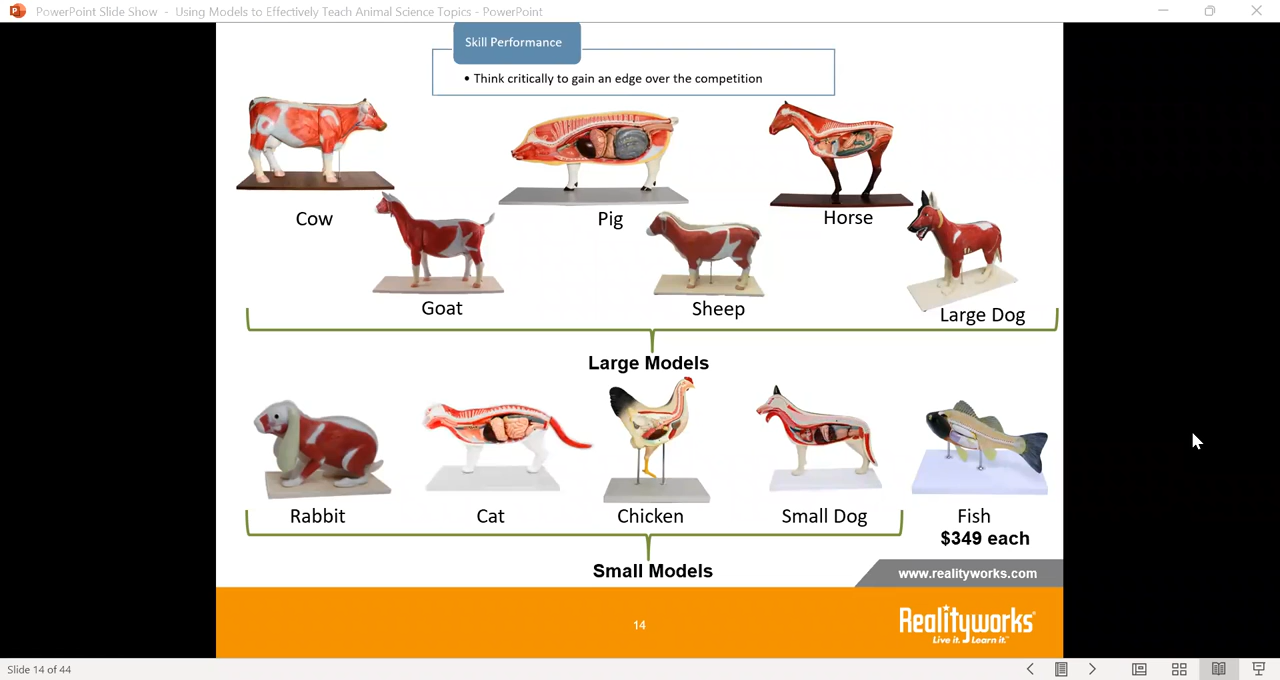 PowerPoint Slide Show - Using Models to Effectively Teach Animal Science Topics - PowerPoint
Skill Performance
• Think critically to gain an edge over the competition
Cow
Pig
Horse
Goat
Sheep
Large Dog
Large Models
Rabbit
Cat
Chicken
Small Dog
Fish
$349 each
Small Models
www.realityworks.com
14
Realityworks
Live it. Learn it.™
Slide 14 of 44